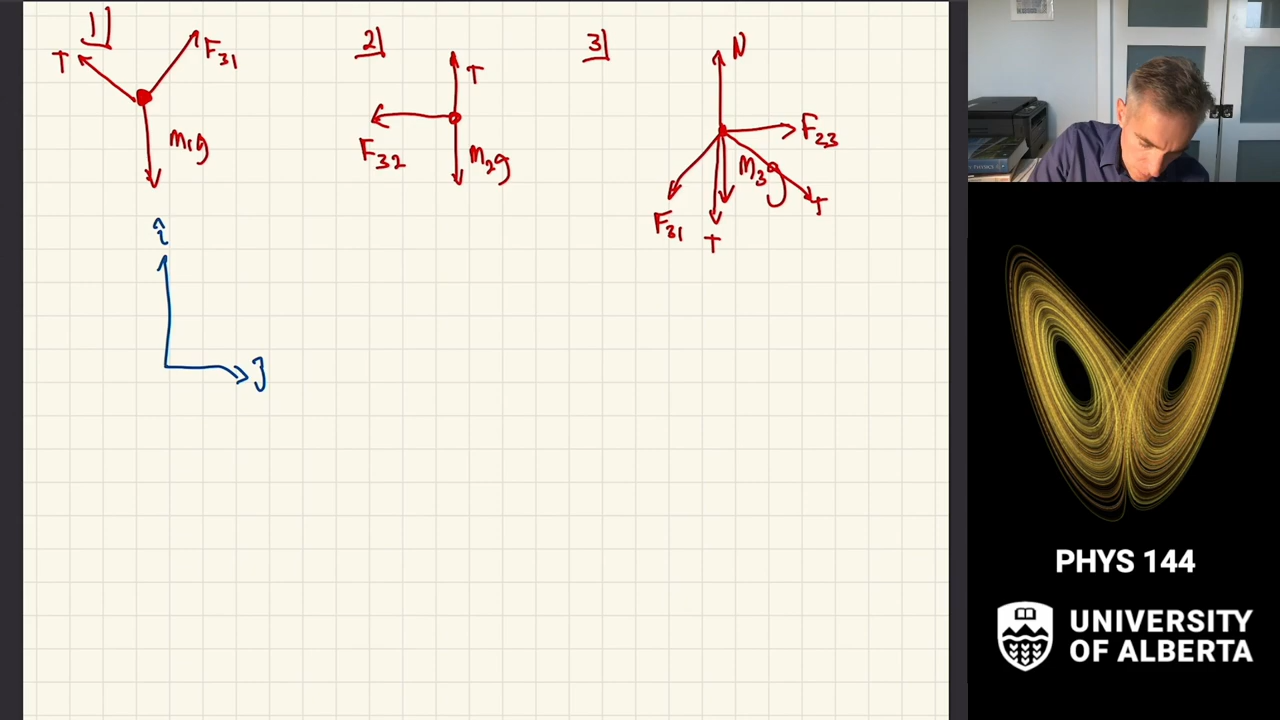 1)
T
F31
m1g
2)
T
F32
m2g
3)
N
F23
m3g
T
F31
T
î
ĵ
PHYS 144
UNIVERSITY
OF ALBERTA